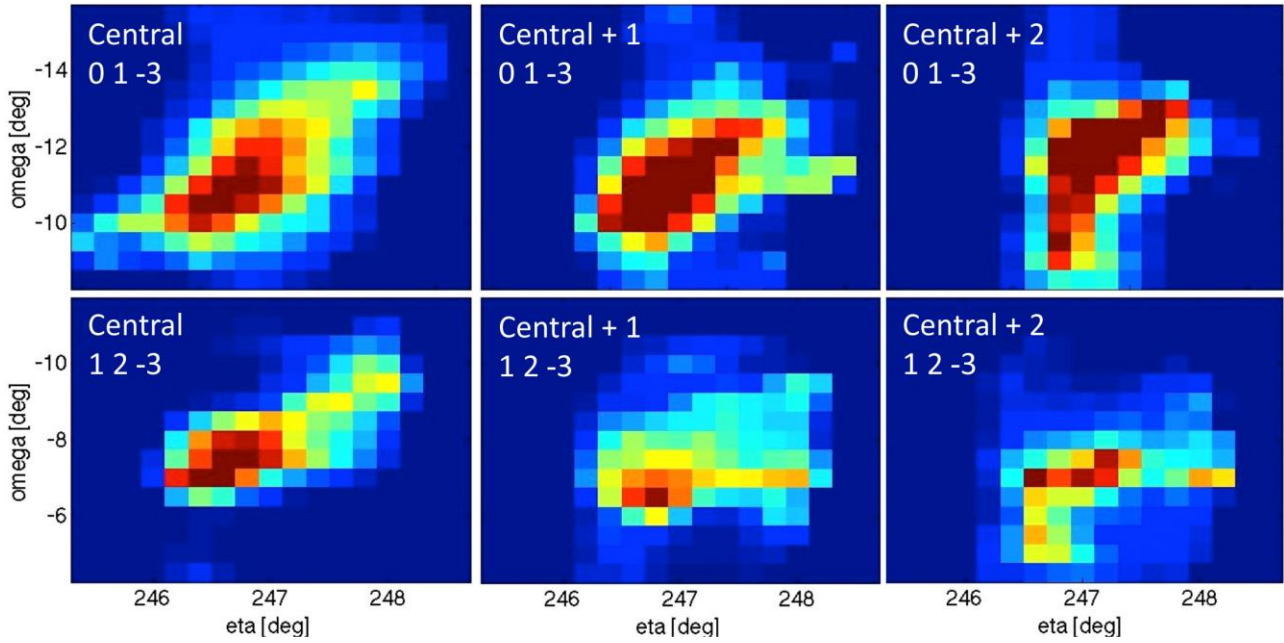 Central
0 1 -3
Central + 1
0 1 -3
Central + 2
0 1 -3
omega [deg]
-14
-12
-10
Central
1 2 -3
Central + 1
1 2 -3
Central + 2
1 2 -3
omega [deg]
-10
-8
-6
246 247 248
246 247 248
246 247 248
eta [deg]
eta [deg]
eta [deg]